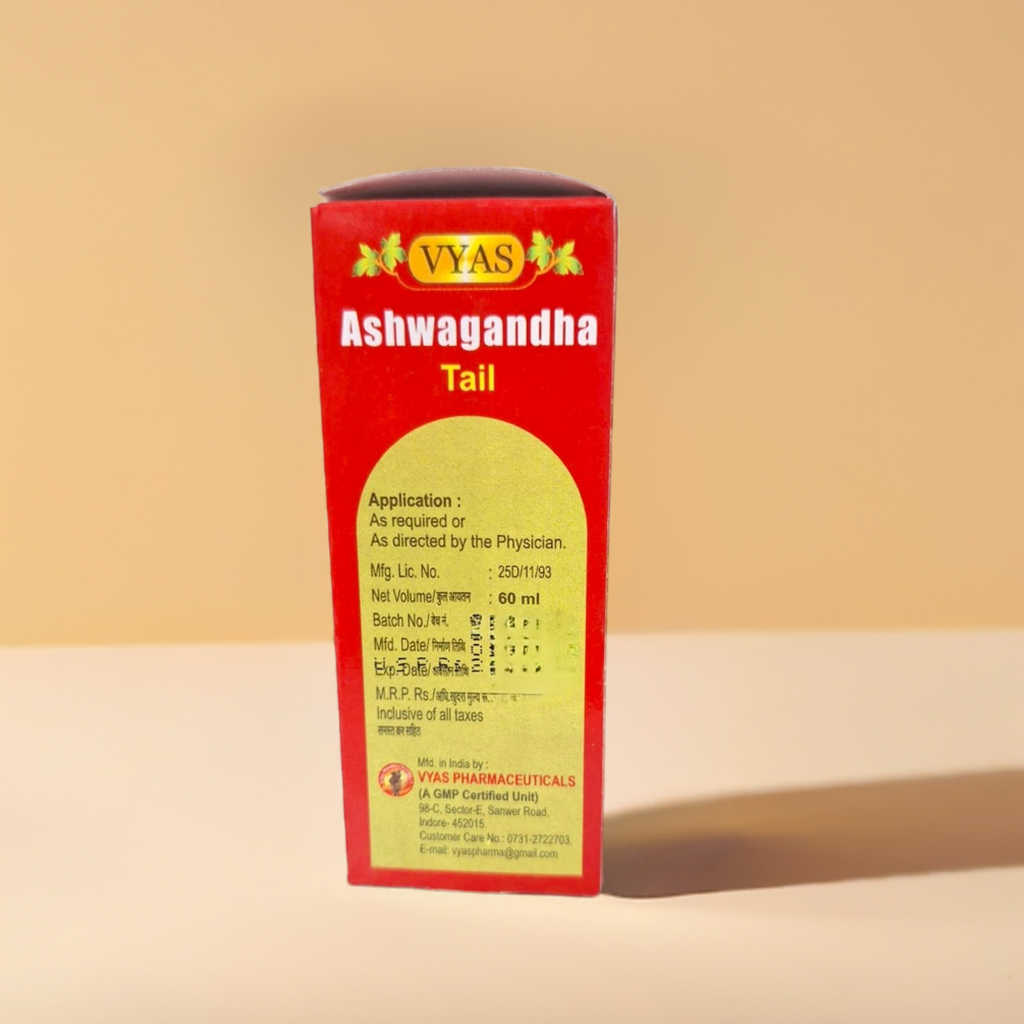 VYAS
Ashwagandha
Tail
Application :
As required or
As directed by the Physician.
Mfg. Lic. No. : 25D/11/93
Net Volume/कुल आयतन : 60 ml
Batch No./बेच नं.
Mfd. Date/निर्माण तिथि
Exp. Date/
M.R.P. Rs./अधि.खुदरा मूल्य रू.
Inclusive of all taxes
समस्त कर सहित
Mfd. in India by :
VYAS PHARMACEUTICALS
(A GMP Certified Unit)
98-C, Sector-E, Sanwer Road,
Indore- 452015.
Customer Care No.: 0731-2722703.
E-mail: vyaspharma@gmail.com